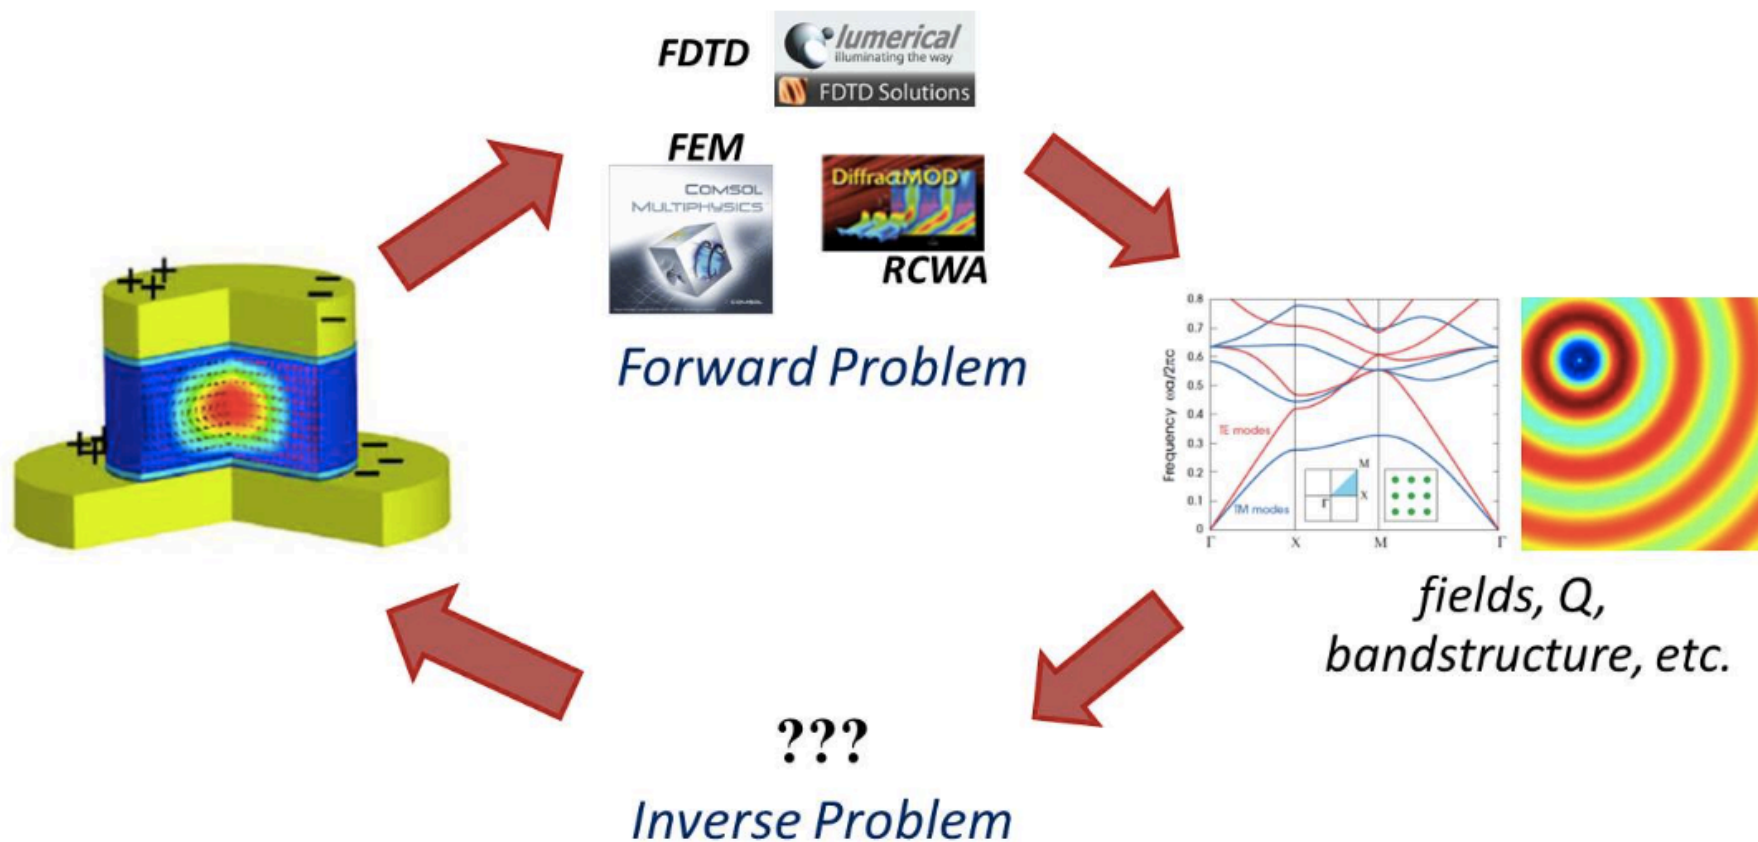 FDTD
lumerical
illuminating the way
FDTD Solutions
FEM
COMSOL
MULTIPHYSICS
COMSOL
DiffractMOD
RCWA
Forward Problem
+ + +
− − −
+ + +
− − −
Frequency ωa/2πc
0.8
0.7
0.6
0.5
0.4
0.3
0.2
0.1
0
TE modes
TM modes
M
Γ
X
Γ
X
M
Γ
fields, Q,
bandstructure, etc.
???
Inverse Problem